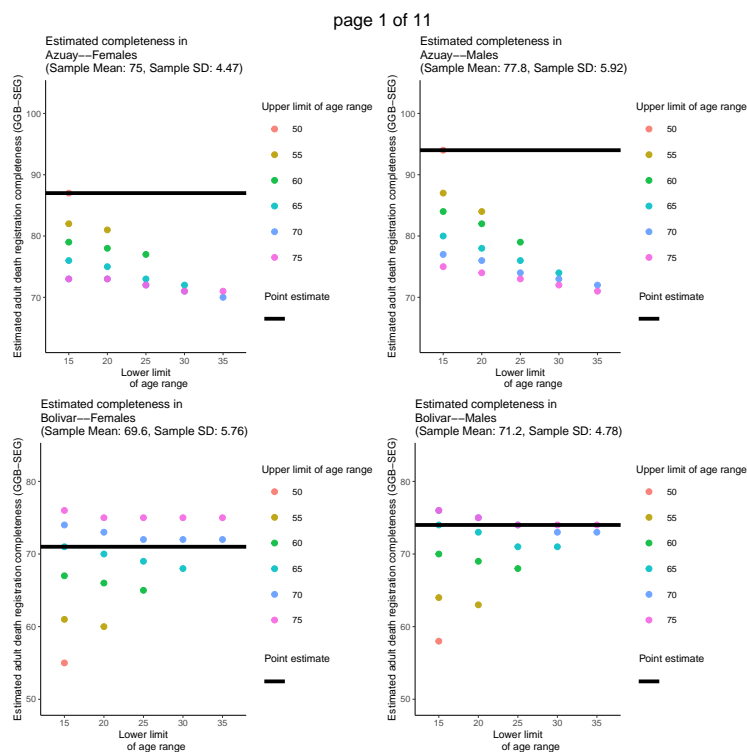 page 1 of 11
Estimated completeness in
Azuay−−Females
(Sample Mean: 75, Sample SD: 4.47)
Estimated adult death registration completeness (GGB−SEG)
100
90
80
70
15
20
25
30
35
Lower limit
of age range
Upper limit of age range
50
55
60
65
70
75
Point estimate
Estimated completeness in
Azuay−−Males
(Sample Mean: 77.8, Sample SD: 5.92)
Estimated adult death registration completeness (GGB−SEG)
100
90
80
70
15
20
25
30
35
Lower limit
of age range
Upper limit of age range
50
55
60
65
70
75
Point estimate
Estimated completeness in
Bolivar−−Females
(Sample Mean: 69.6, Sample SD: 5.76)
Estimated adult death registration completeness (GGB−SEG)
80
70
60
50
15
20
25
30
35
Lower limit
of age range
Upper limit of age range
50
55
60
65
70
75
Point estimate
Estimated completeness in
Bolivar−−Males
(Sample Mean: 71.2, Sample SD: 4.78)
Estimated adult death registration completeness (GGB−SEG)
80
70
60
50
15
20
25
30
35
Lower limit
of age range
Upper limit of age range
50
55
60
65
70
75
Point estimate